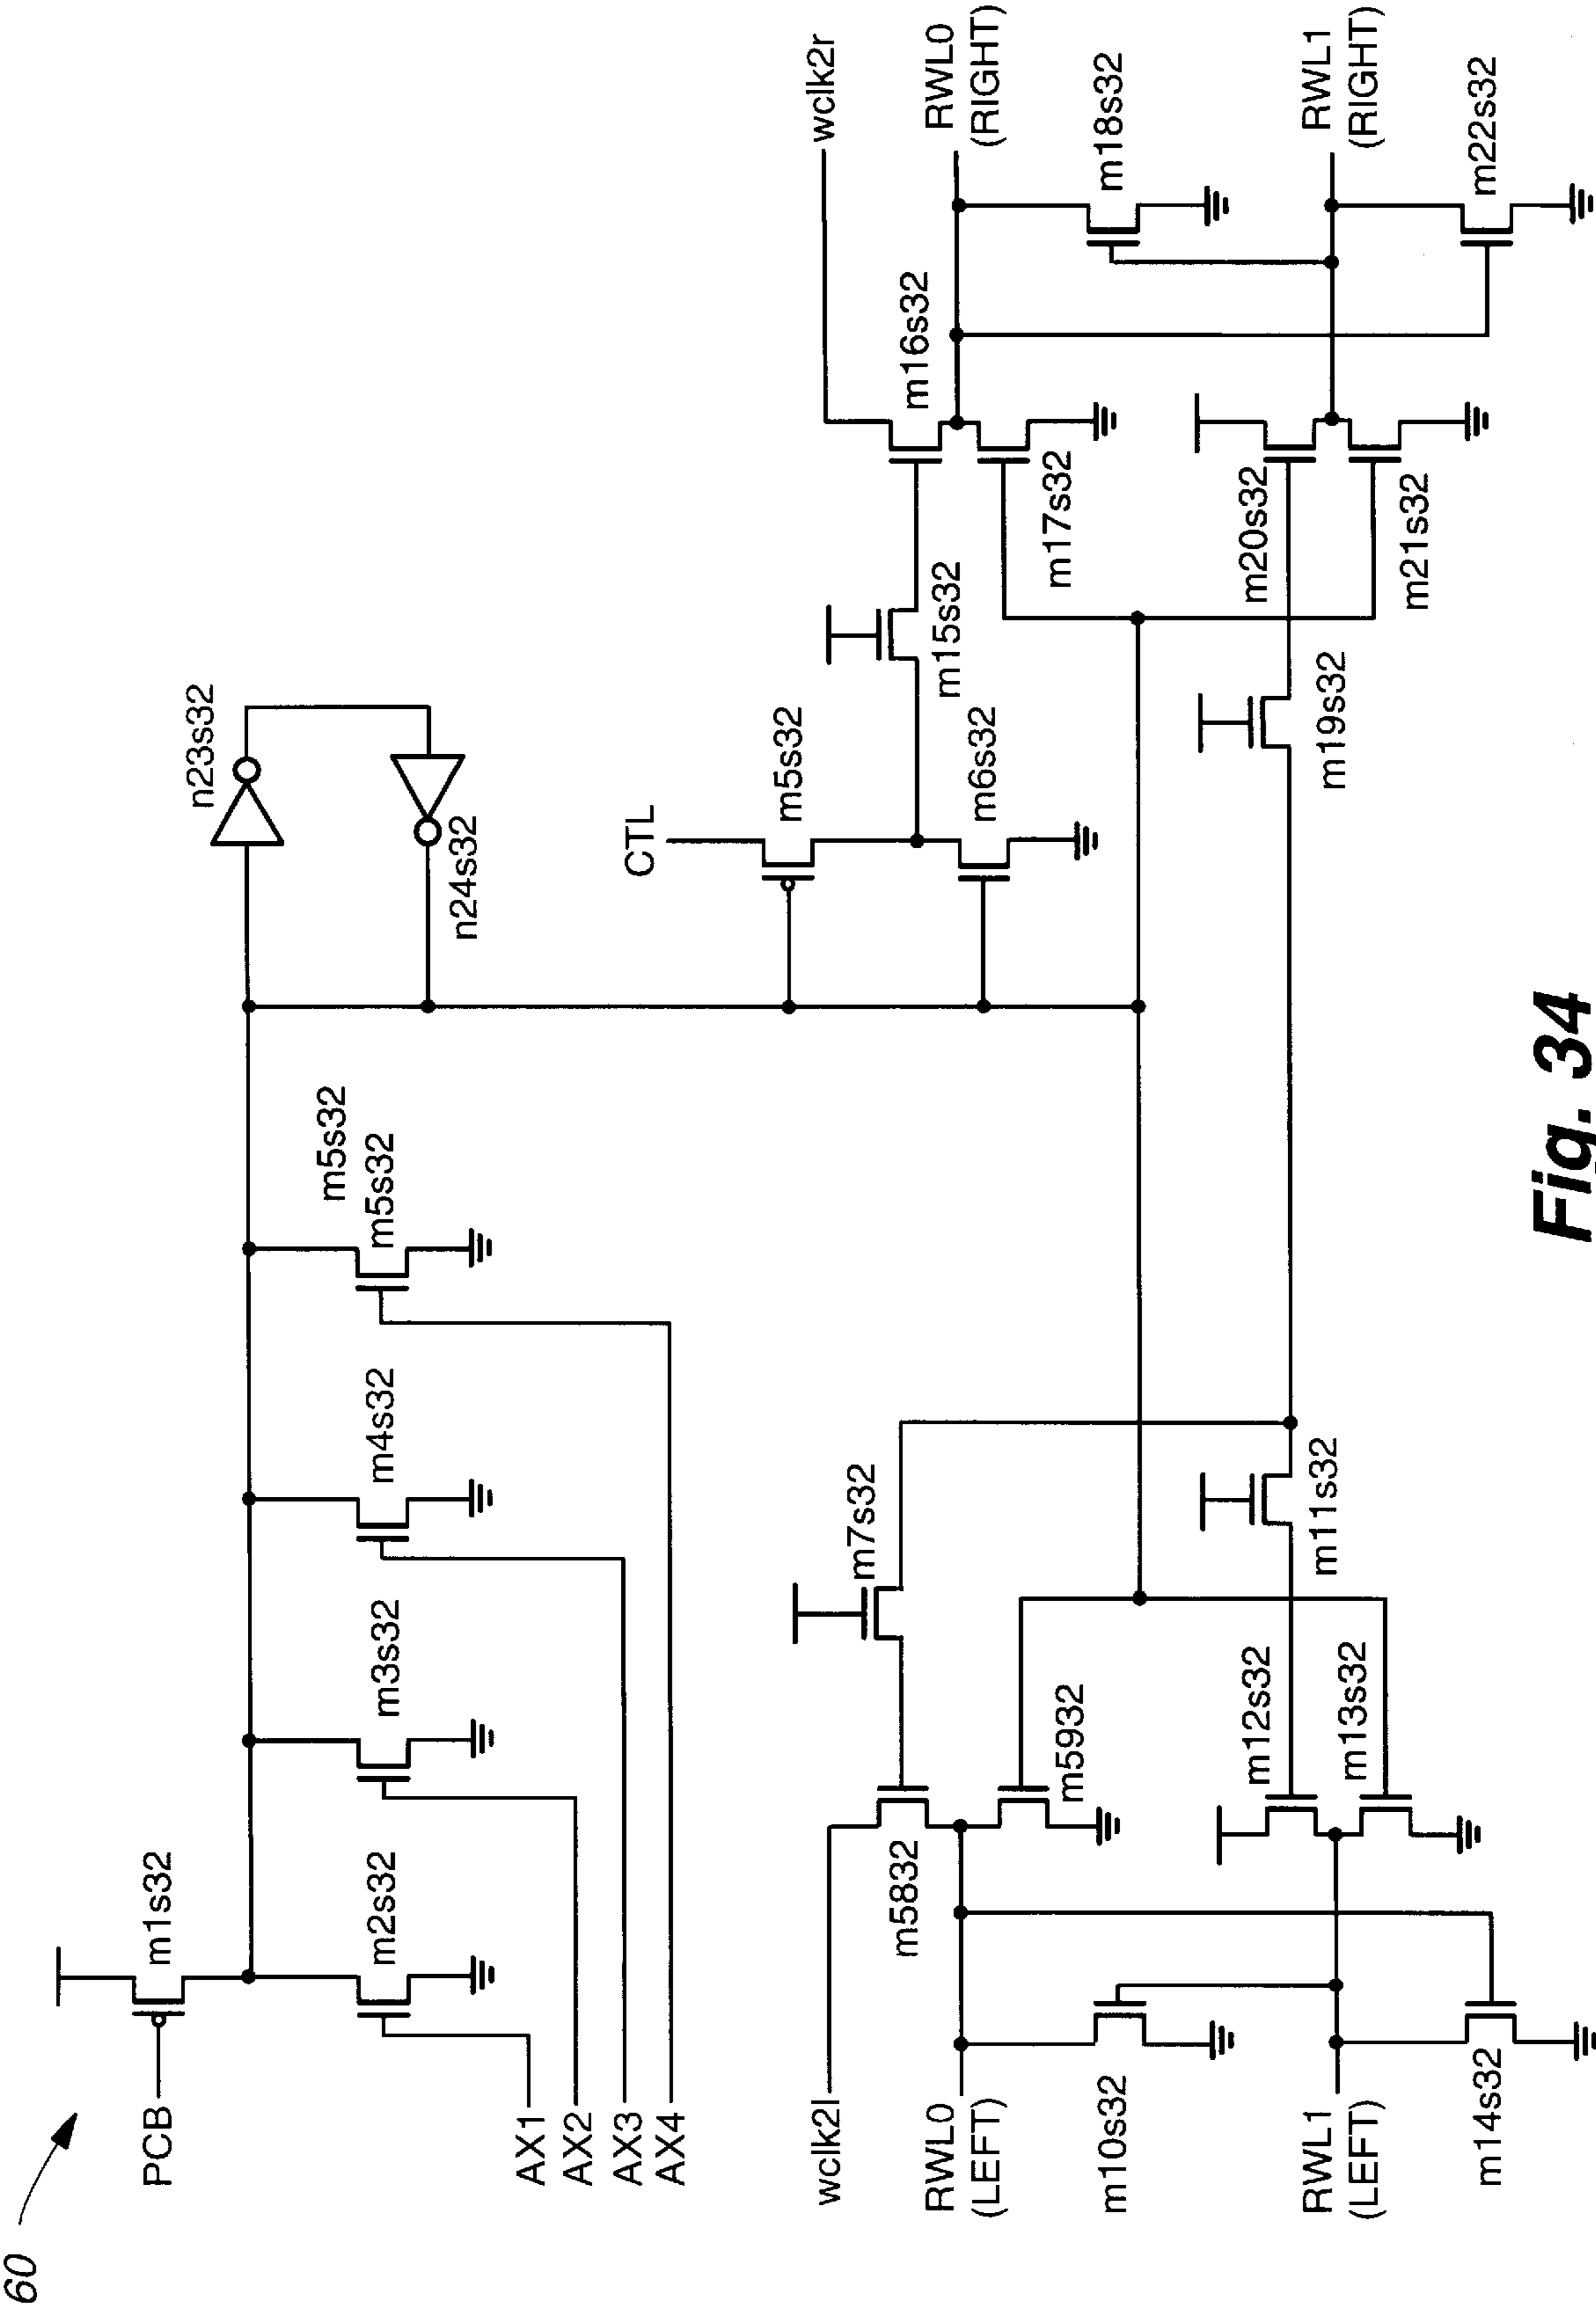 60
PCB
m1s32
m2s32
m3s32
m4s32
m5s32
m5s32
n23s32
n24s32
AX1
AX2
AX3
AX4
CTL
m5s32
m6s32
m15s32
m16s32
m17s32
wclk2r
RWL0
(RIGHT)
m18s32
RWL1
(RIGHT)
m22s32
m19s32
m20s32
m21s32
wclk2l
m5832
m7s32
m5932
RWL0
(LEFT)
m10s32
m11s32
m12s32
m13s32
RWL1
(LEFT)
m14s32
Fig. 34